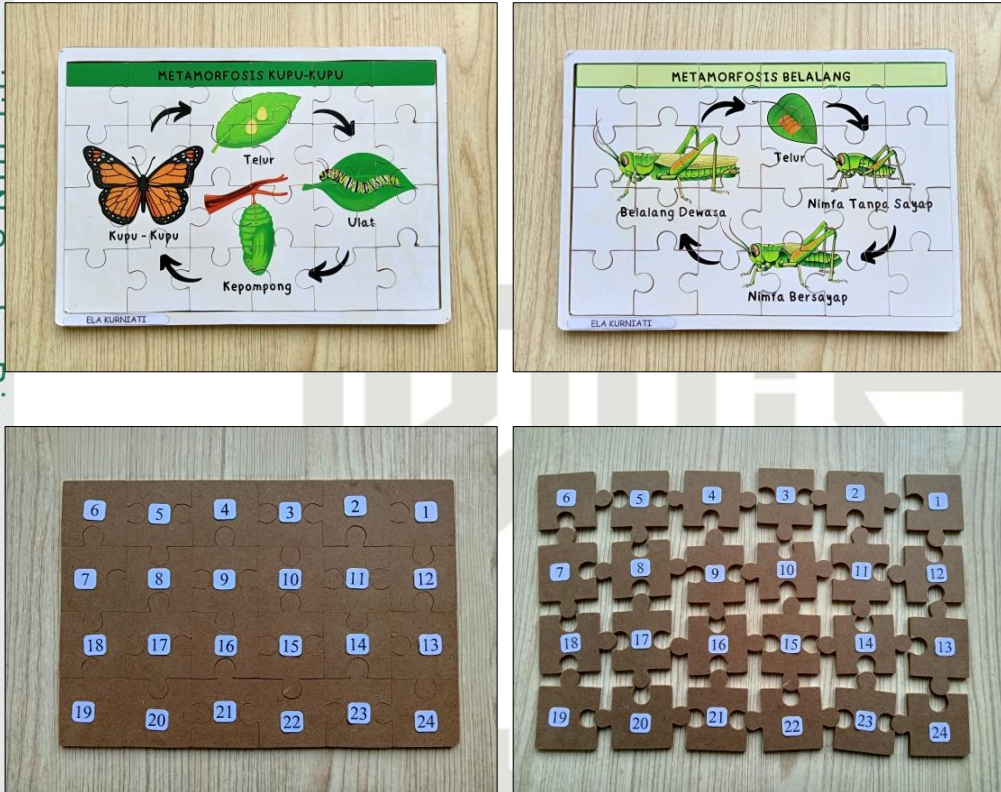 METAMORFOSIS KUPU-KUPU
Telur
Ulat
Kupu - Kupu
Kepompong
ELA KURNIATI
METAMORFOSIS BELALANG
Telur
Nimfa Tanpa Sayap
Belalang Dewasa
Nimfa Bersayap
ELA KURNIATI
6 5 4 3 2 1
7 8 9 10 11 12
18 17 16 15 14 13
19 20 21 22 23 24
6 5 4 3 2 1
7 8 9 10 11 12
18 17 16 15 14 13
19 20 21 22 23 24